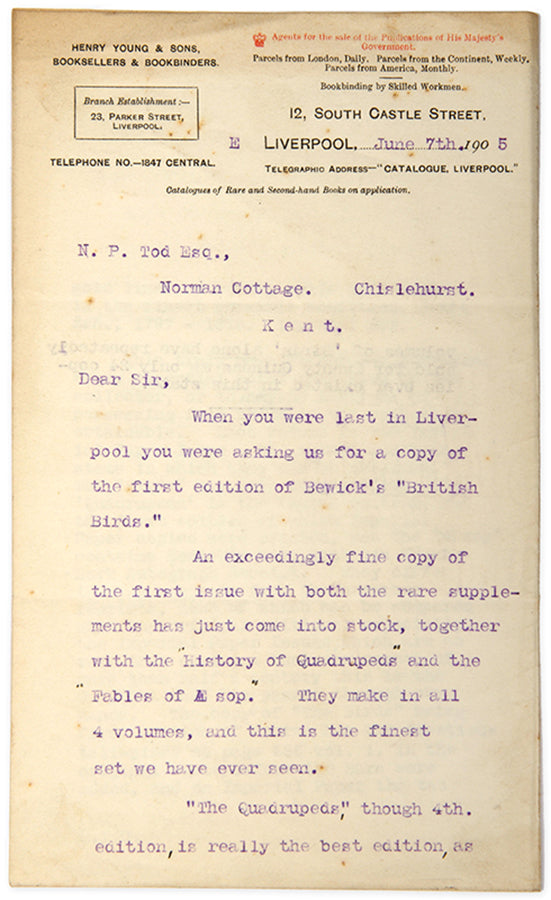 HENRY YOUNG & SONS,
BOOKSELLERS & BOOKBINDERS.
Agents for the sale of the Publications of His Majesty's
Government.
Parcels from London, Daily. Parcels from the Continent, Weekly.
Parcels from America, Monthly.
Bookbinding by Skilled Workmen.
Branch Establishment:—
23, PARKER STREET,
LIVERPOOL.
12, SOUTH CASTLE STREET,
E LIVERPOOL, June 7th. 1905
TELEPHONE NO.—1847 CENTRAL.
TELEGRAPHIC ADDRESS—"CATALOGUE, LIVERPOOL."
Catalogues of Rare and Second-hand Books on application.
N. P. Tod Esq.,
Norman Cottage. Chislehurst.
Kent.
Dear Sir,
When you were last in Liver-
pool you were asking us for a copy of
the first edition of Bewick's "British
Birds."
An exceedingly fine copy of
the first issue with both the rare supple-
ments has just come into stock, together
with the "History of Quadrupeds" and the
"Fables of Æsop." They make in all
4 volumes, and this is the finest
set we have ever seen.
"The Quadrupeds," though 4th.
edition, is really the best edition, as